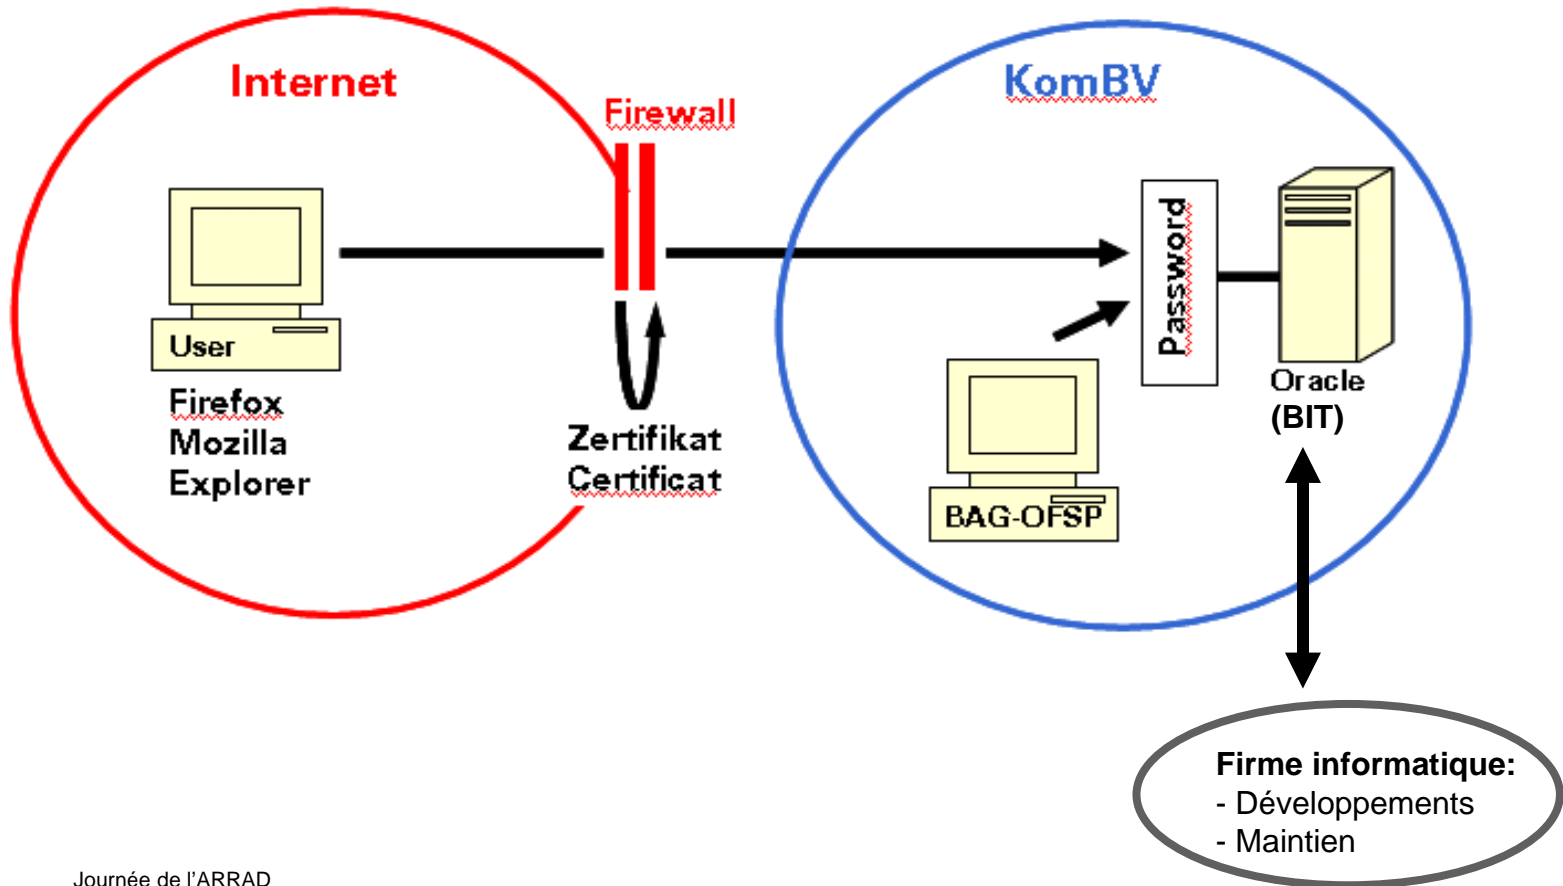 Internet
Firewall
KomBV
User
Firefox
Mozilla
Explorer
Zertifikat
Certificat
Password
BAG-OFSP
Oracle
(BIT)
Firme informatique:
- Développements
- Maintien
Journée de l'ARRAD